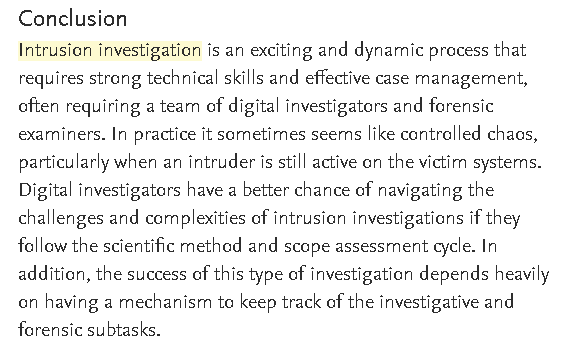 Conclusion
Intrusion investigation is an exciting and dynamic process that
requires strong technical skills and effective case management,
often requiring a team of digital investigators and forensic
examiners. In practice it sometimes seems like controlled chaos,
particularly when an intruder is still active on the victim systems.
Digital investigators have a better chance of navigating the
challenges and complexities of intrusion investigations if they
follow the scientific method and scope assessment cycle. In
addition, the success of this type of investigation depends heavily
on having a mechanism to keep track of the investigative and
forensic subtasks.